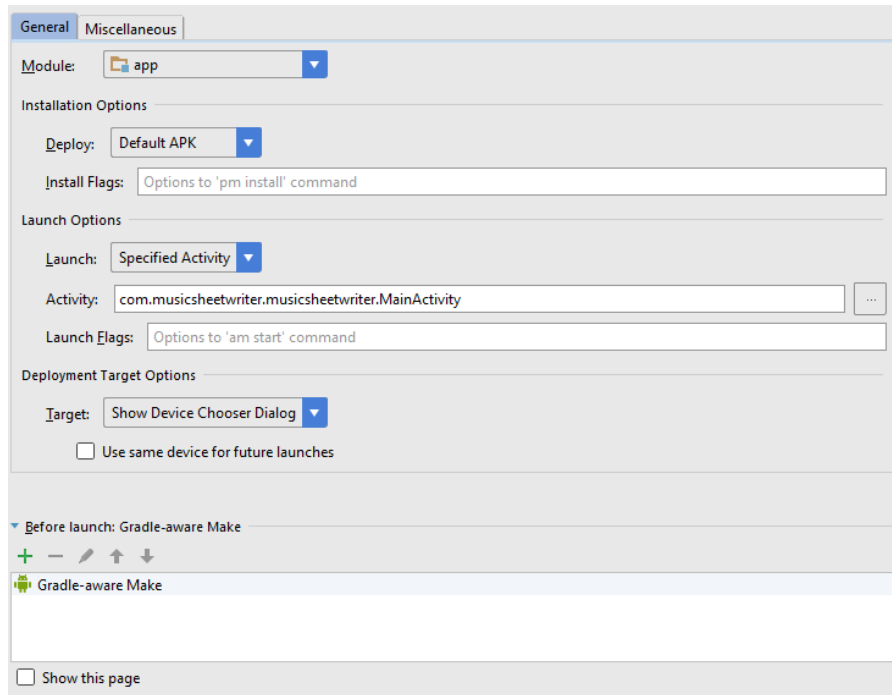 General Miscellaneous
Module: app
Installation Options
Deploy: Default APK
Install Flags: Options to 'pm install' command
Launch Options
Launch: Specified Activity
Activity: com.musicsheetwriter.musicsheetwriter.MainActivity ...
Launch Flags: Options to 'am start' command
Deployment Target Options
Target: Show Device Chooser Dialog
Use same device for future launches
Before launch: Gradle-aware Make
Gradle-aware Make
Show this page